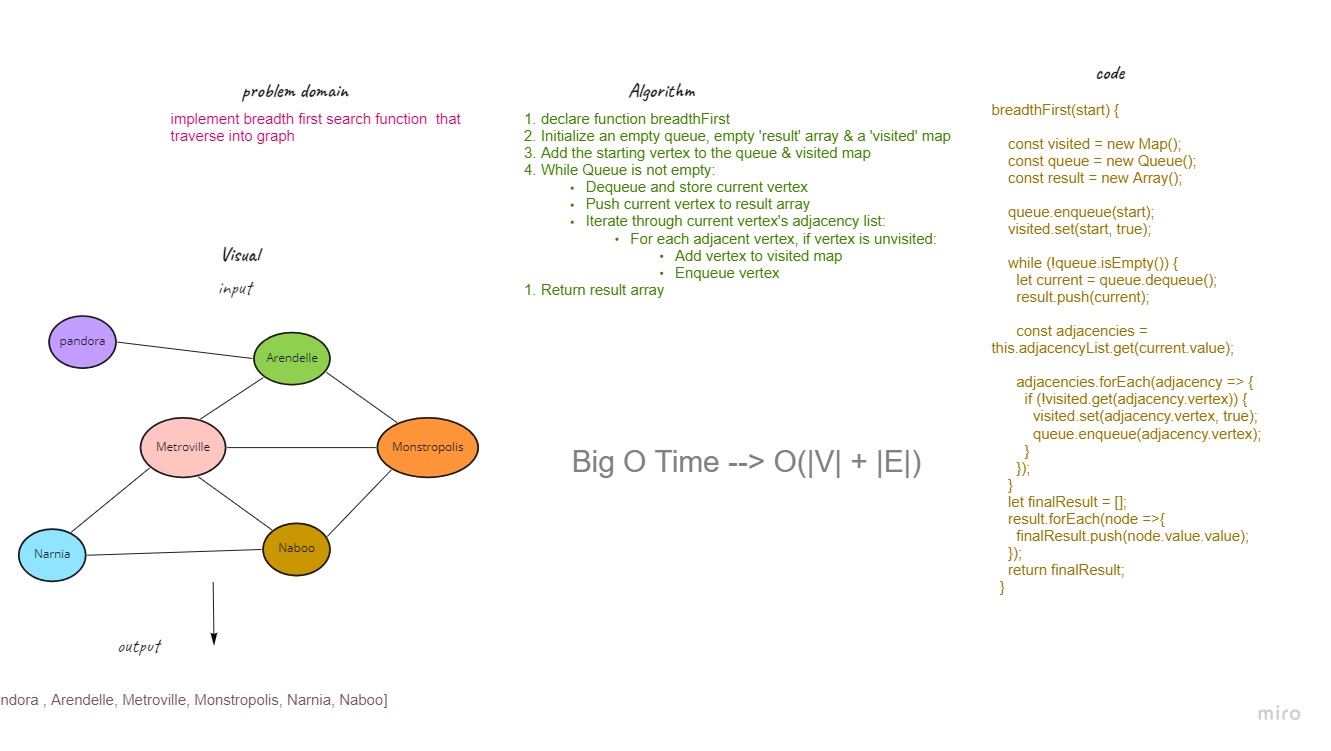 problem domain
implement breadth first search function that
traverse into graph
Visual
input
pandora
Arendelle
Metroville
Monstropolis
Narnia
Naboo
output
ndora , Arendelle, Metroville, Monstropolis, Narnia, Naboo]
Algorithm
1. declare function breadthFirst
2. Initialize an empty queue, empty 'result' array & a 'visited' map
3. Add the starting vertex to the queue & visited map
4. While Queue is not empty:
• Dequeue and store current vertex
• Push current vertex to result array
• Iterate through current vertex's adjacency list:
• For each adjacent vertex, if vertex is unvisited:
• Add vertex to visited map
• Enqueue vertex
1. Return result array
Big O Time --> O(|V| + |E|)
code
breadthFirst(start) {
const visited = new Map();
const queue = new Queue();
const result = new Array();
queue.enqueue(start);
visited.set(start, true);
while (!queue.isEmpty()) {
let current = queue.dequeue();
result.push(current);
const adjacencies =
this.adjacencyList.get(current.value);
adjacencies.forEach(adjacency => {
if (!visited.get(adjacency.vertex)) {
visited.set(adjacency.vertex, true);
queue.enqueue(adjacency.vertex);
}
});
}
let finalResult = [];
result.forEach(node =>{
finalResult.push(node.value.value);
});
return finalResult;
}
miro